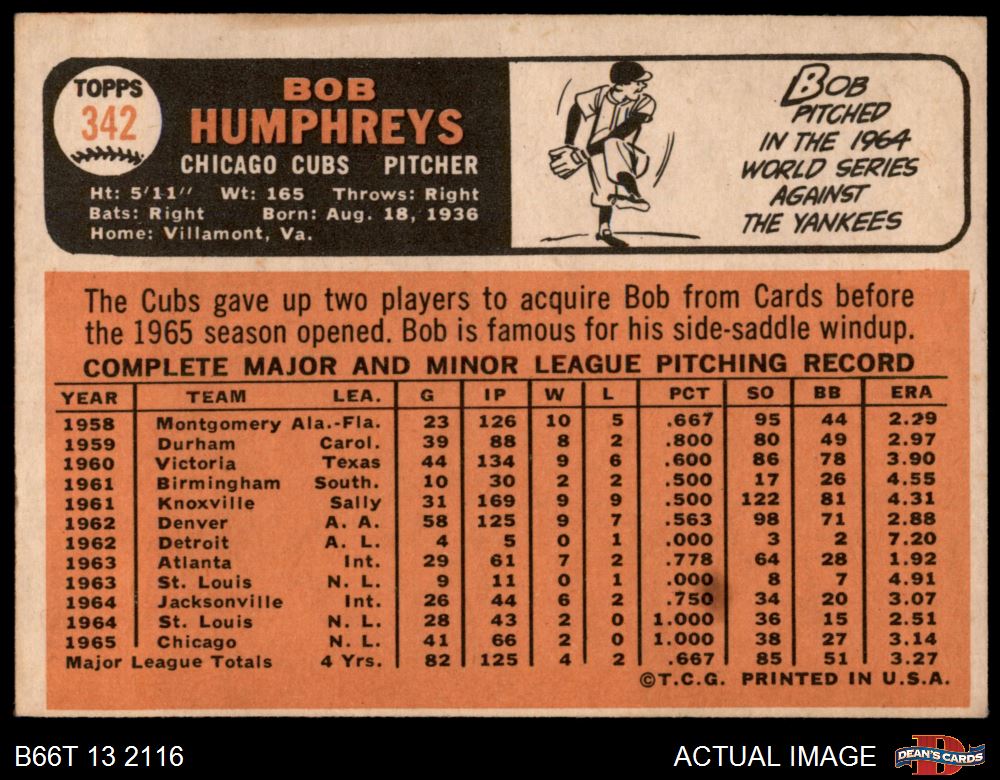 TOPPS
342
BOB
HUMPHREYS
CHICAGO CUBS PITCHER
Ht: 5'11" Wt: 165 Throws: Right
Bats: Right Born: Aug. 18, 1936
Home: Villamont, Va.
BOB
PITCHED
IN THE 1964
WORLD SERIES
AGAINST
THE YANKEES
The Cubs gave up two players to acquire Bob from Cards before
the 1965 season opened. Bob is famous for his side-saddle windup.
COMPLETE MAJOR AND MINOR LEAGUE PITCHING RECORD
YEAR TEAM LEA. G IP W L PCT SO BB ERA
1958 Montgomery Ala.-Fla. 23 126 10 5 .667 95 44 2.29
1959 Durham Carol. 39 88 8 2 .800 80 49 2.97
1960 Victoria Texas 44 134 9 6 .600 86 78 3.90
1961 Birmingham South. 10 30 2 2 .500 17 26 4.55
1961 Knoxville Sally 31 169 9 9 .500 122 81 4.31
1962 Denver A. A. 58 125 9 7 .563 98 71 2.88
1962 Detroit A. L. 4 5 0 1 .000 3 2 7.20
1963 Atlanta Int. 29 61 7 2 .778 64 28 1.92
1963 St. Louis N. L. 9 11 0 1 .000 8 7 4.91
1964 Jacksonville Int. 26 44 6 2 .750 34 20 3.07
1964 St. Louis N. L. 28 43 2 0 1.000 36 15 2.51
1965 Chicago N. L. 41 66 2 0 1.000 38 27 3.14
Major League Totals 4 Yrs. 82 125 4 2 .667 85 51 3.27
©T.C.G. PRINTED IN U.S.A.
B66T 13 2116
ACTUAL IMAGE
DEAN'S CARDS